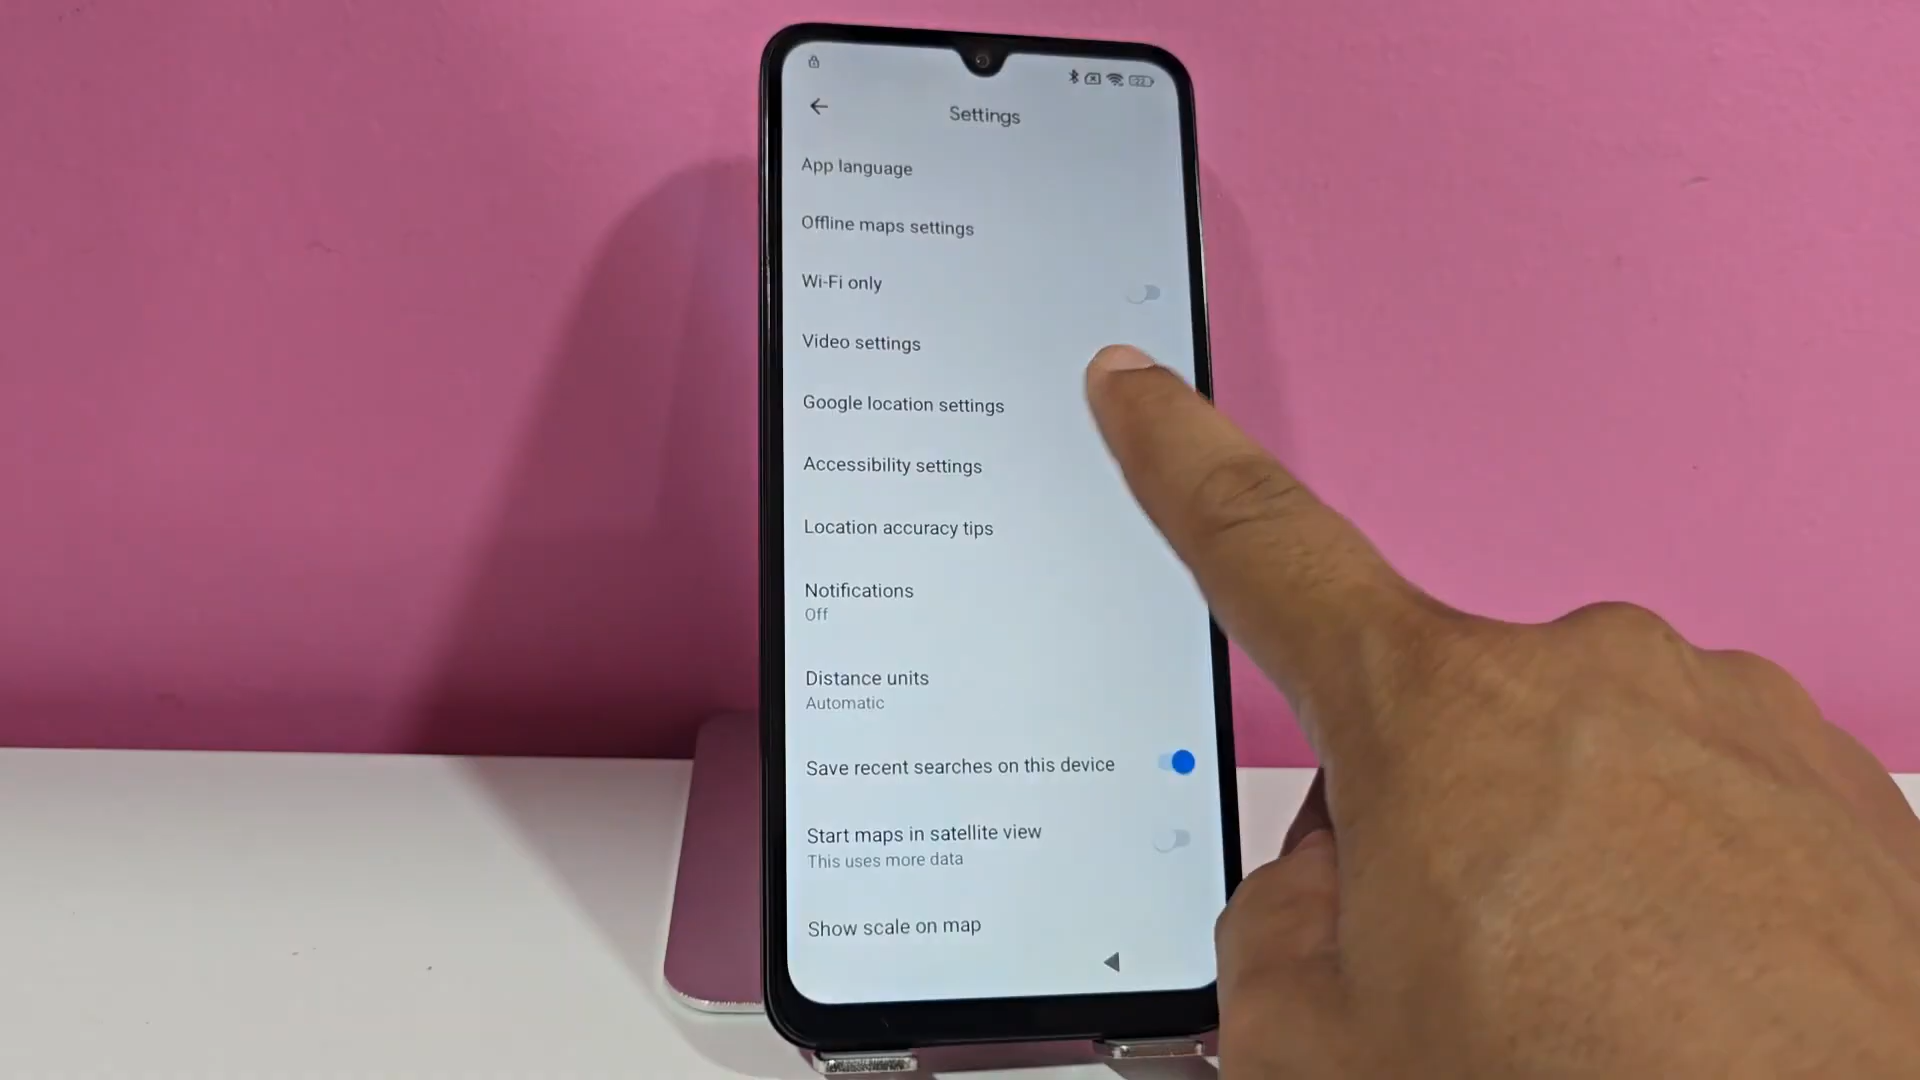 22
Settings
App language
Offline maps settings
Wi-Fi only
Video settings
Google location settings
Accessibility settings
Location accuracy tips
Notifications
Off
Distance units
Automatic
Save recent searches on this device
Start maps in satellite view
This uses more data
Show scale on map